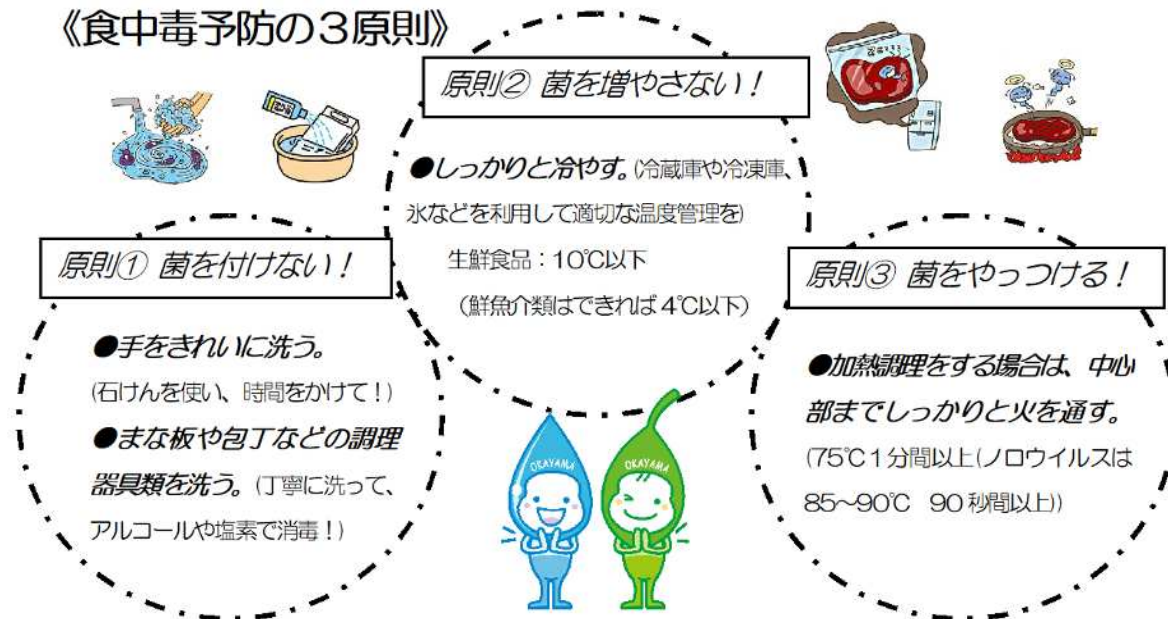 《食中毒予防の3原則》
原則① 菌を付けない！
●手をきれいに洗う。
(石けんを使い、時間をかけて！)
●まな板や包丁などの調理
器具類を洗う。(丁寧に洗って、
アルコールや塩素で消毒！)
原則② 菌を増やさない！
●しっかりと冷やす。(冷蔵庫や冷凍庫、
氷などを利用して適切な温度管理を)
生鮮食品：10℃以下
（鮮魚介類はできれば4℃以下）
原則③ 菌をやっつける！
●加熱調理をする場合は、中心
部までしっかりと火を通す。
(75℃1分間以上(ノロウイルスは
85～90℃ 90秒間以上))
OKAYAMA
OKAYAMA